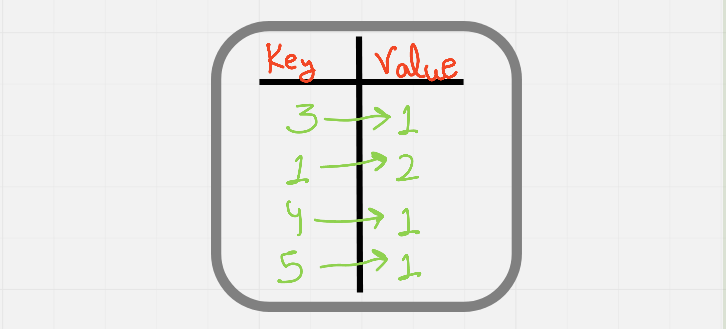 Key Value
3 → 1
1 → 2
4 → 1
5 → 1